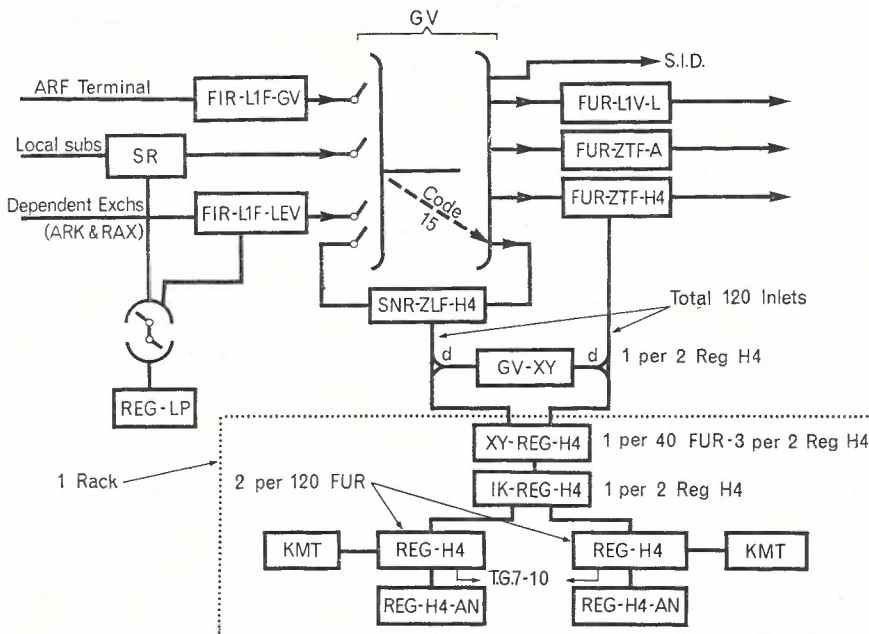 GV
S.I.D.
ARF Terminal
FIR-L1F-GV
FUR-L1V-L
Local subs
SR
FUR-ZTF-A
Dependent Exchs
(ARK & RAX)
FIR-L1F-LEV
Code
15
FUR-ZTF-H4
SNR-ZLF-H4
Total 120 Inlets
d
GV-XY
d
1 per 2 Reg H4
REG-LP
XY-REG-H4
1 per 40 FUR-3 per 2 Reg H4
1 Rack
2 per 120 FUR
IK-REG-H4
1 per 2 Reg H4
KMT
REG-H4
REG-H4
KMT
T.G.7-10
REG-H4-AN
REG-H4-AN